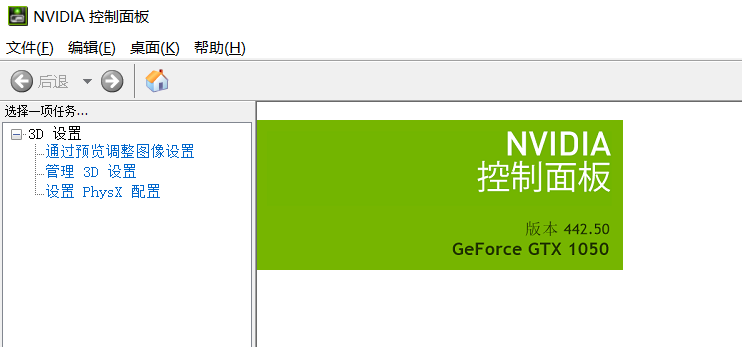 NVIDIA 控制面板
文件(F) 编辑(E) 桌面(K) 帮助(H)
后退
选择一项任务...
3D 设置
通过预览调整图像设置
管理 3D 设置
设置 PhysX 配置
NVIDIA
控制面板
版本 442.50
GeForce GTX 1050